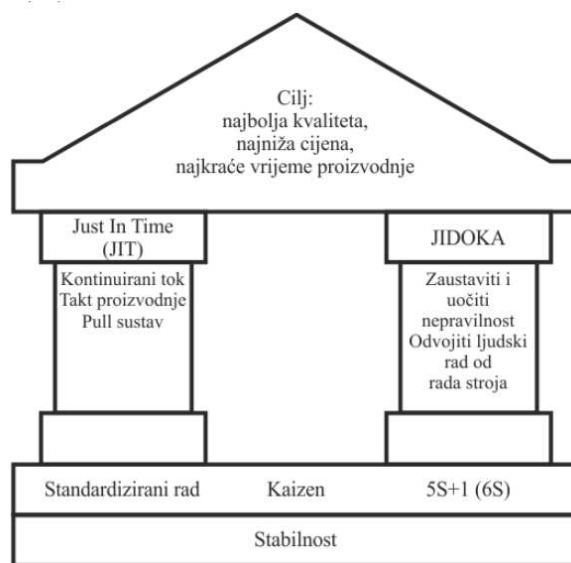 Cilj:
najbolja kvaliteta,
najniža cijena,
najkraće vrijeme proizvodnje
Just In Time
(JIT)
Kontinuirani tok
Takt proizvodnje
Pull sustav
JIDOKA
Zaustaviti i
uočiti
nepravilnost
Odvojiti ljudski
rad od
rada stroja
Standardizirani rad
Kaizen
5S+1 (6S)
Stabilnost